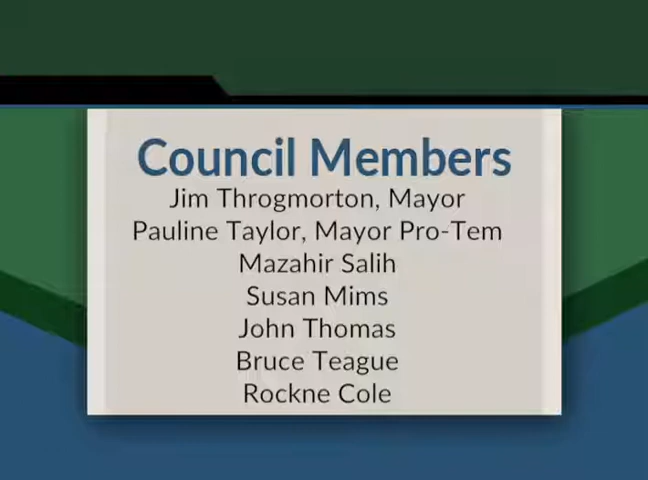 Council Members
Jim Throgmorton, Mayor
Pauline Taylor, Mayor Pro-Tem
Mazahir Salih
Susan Mims
John Thomas
Bruce Teague
Rockne Cole